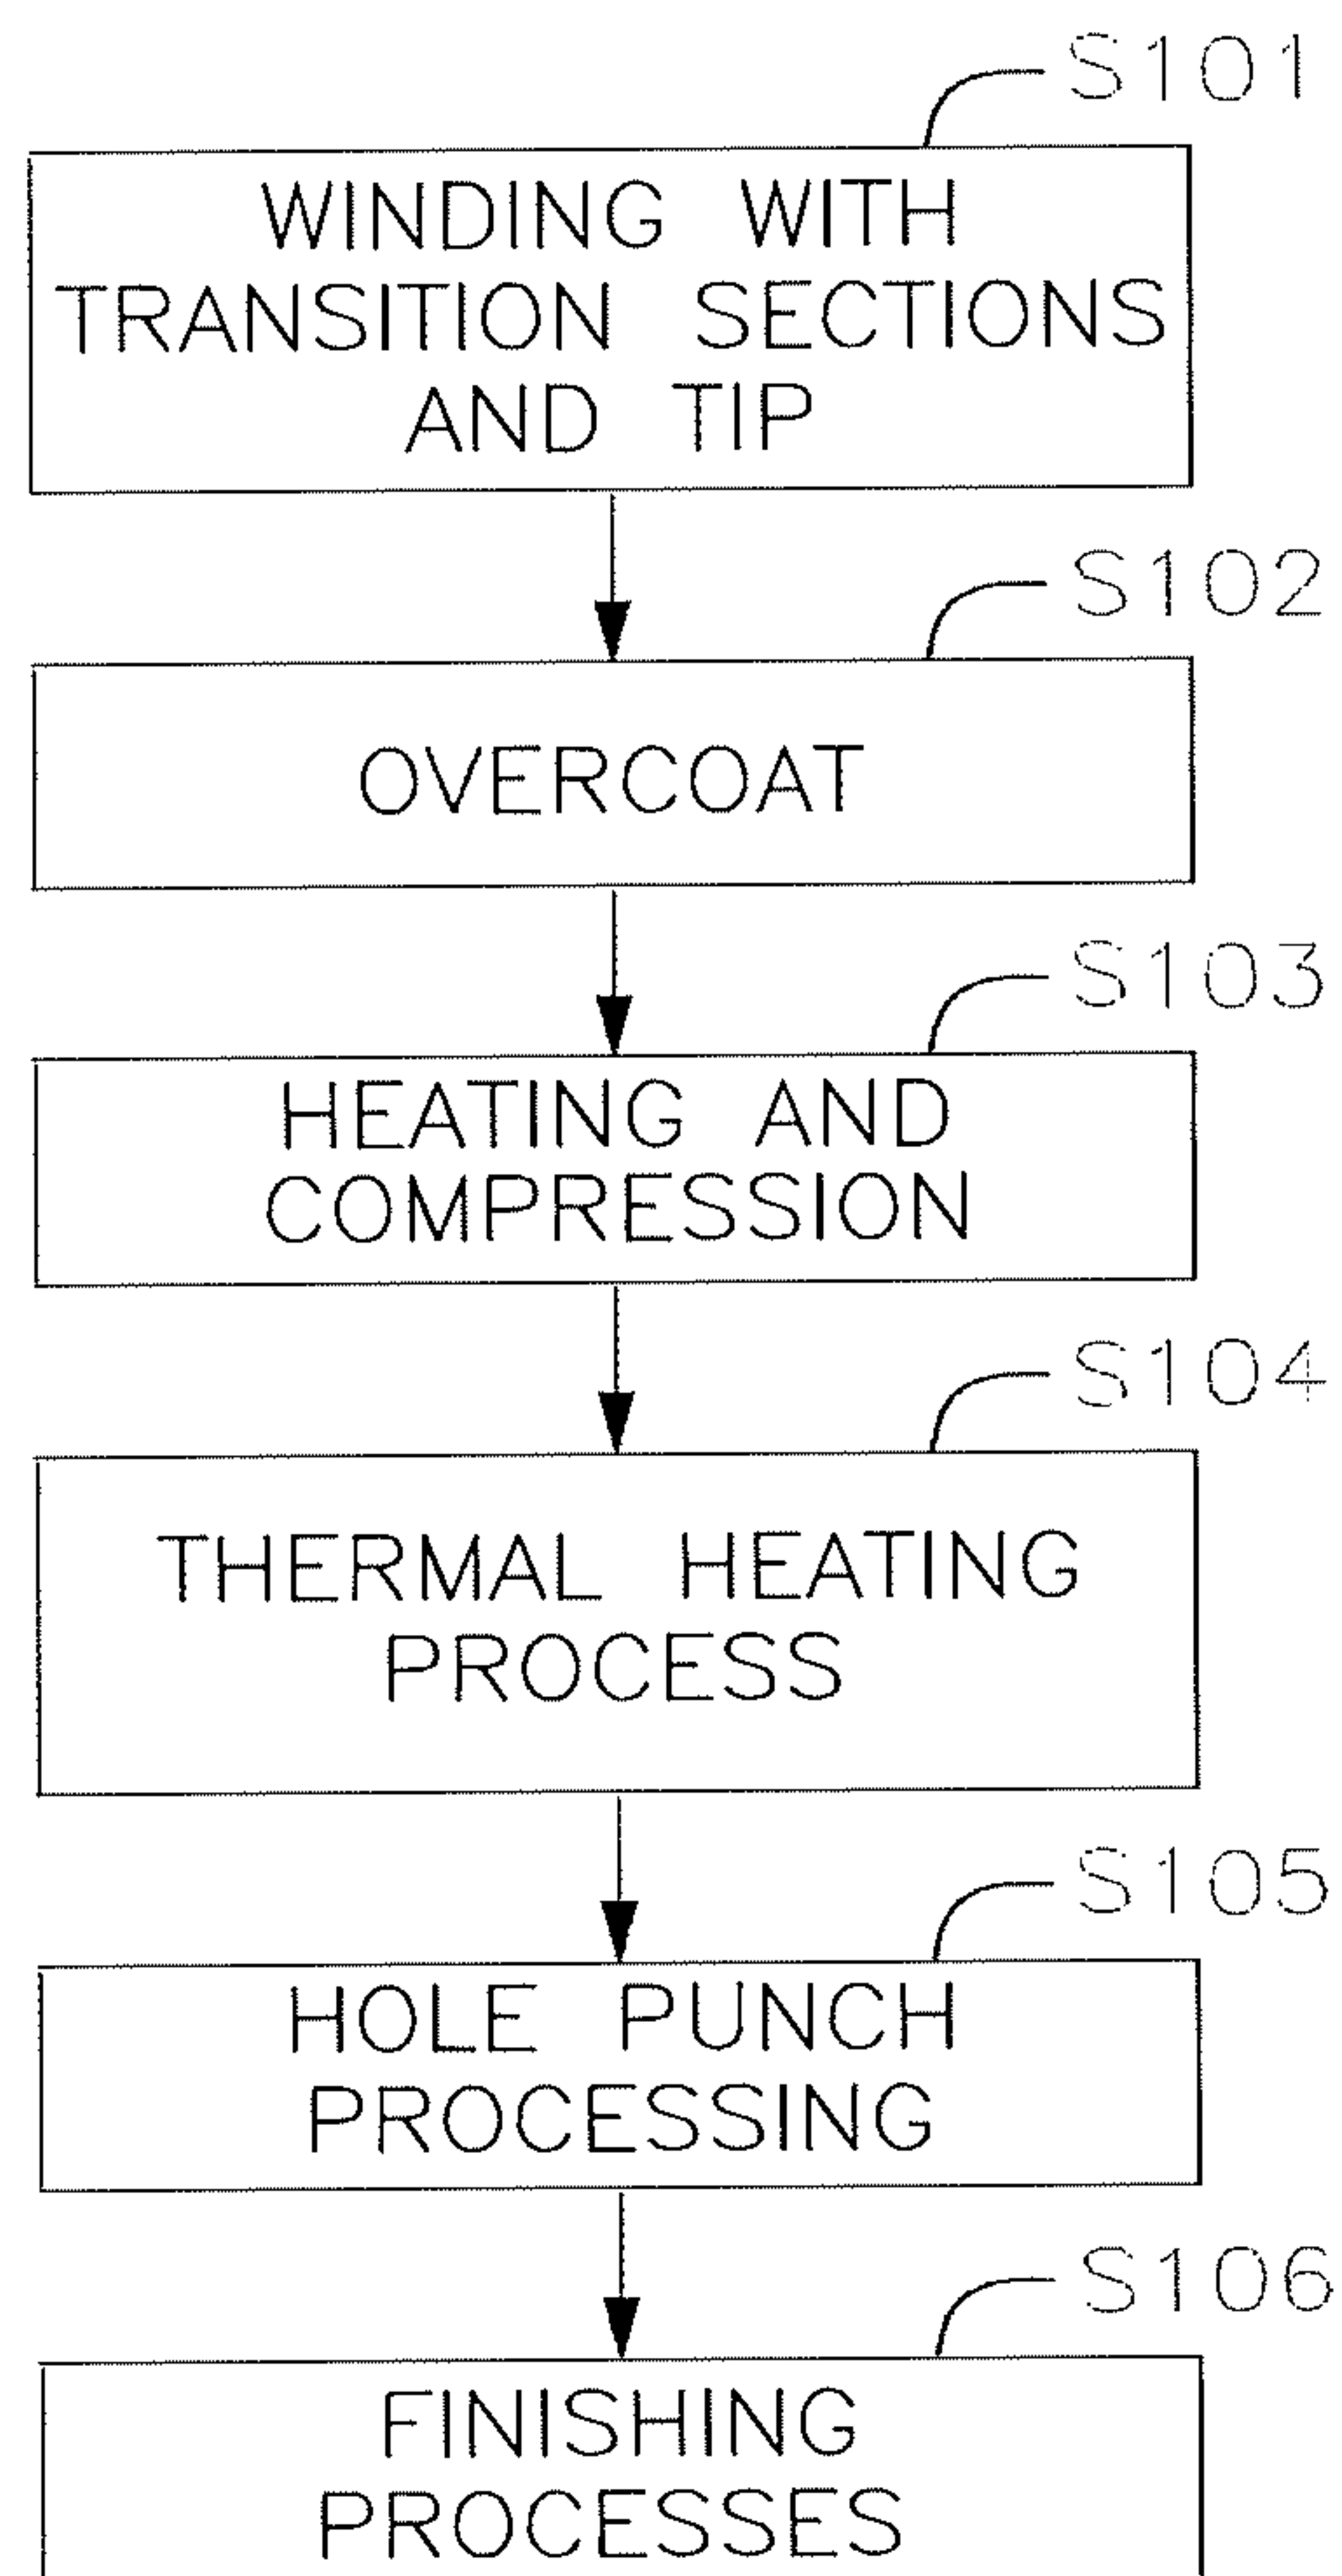 S101
WINDING WITH
TRANSITION SECTIONS
AND TIP
S102
OVERCOAT
S103
HEATING AND
COMPRESSION
S104
THERMAL HEATING
PROCESS
S105
HOLE PUNCH
PROCESSING
S106
FINISHING
PROCESSES